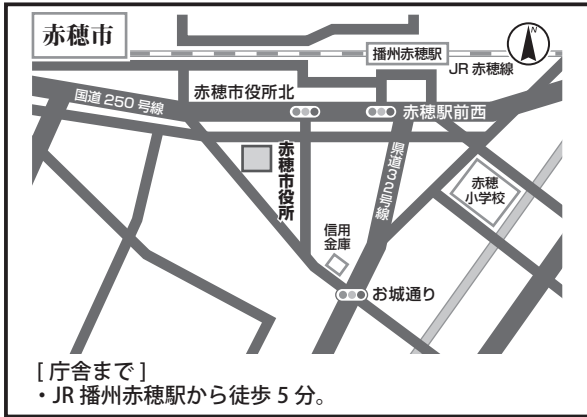 赤穂市
N
播州赤穂駅
JR 赤穂線
国道 250 号線
赤穂市役所北
赤穂駅前西
赤穂市役所
県道32号線
赤穂
小学校
信用
金庫
お城通り
[ 庁舎まで ]
・JR 播州赤穂駅から徒歩 5 分。